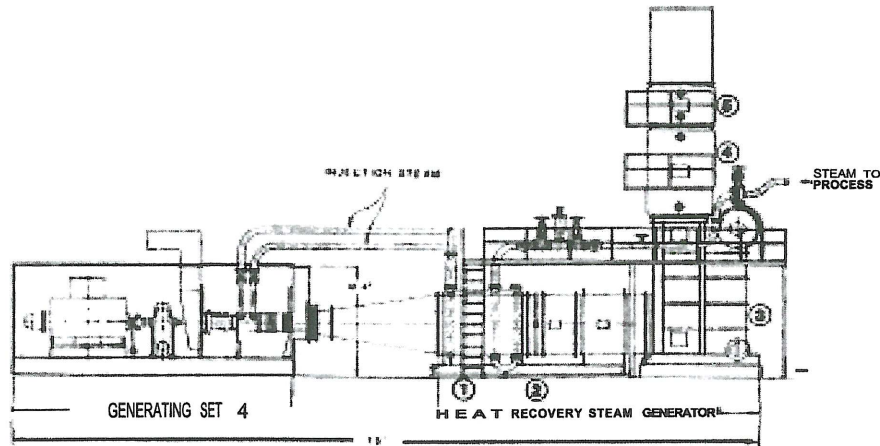 ⑤
④
STEAM TO
PROCESS
③
① ②
GENERATING SET 4
HEAT RECOVERY STEAM GENERATOR